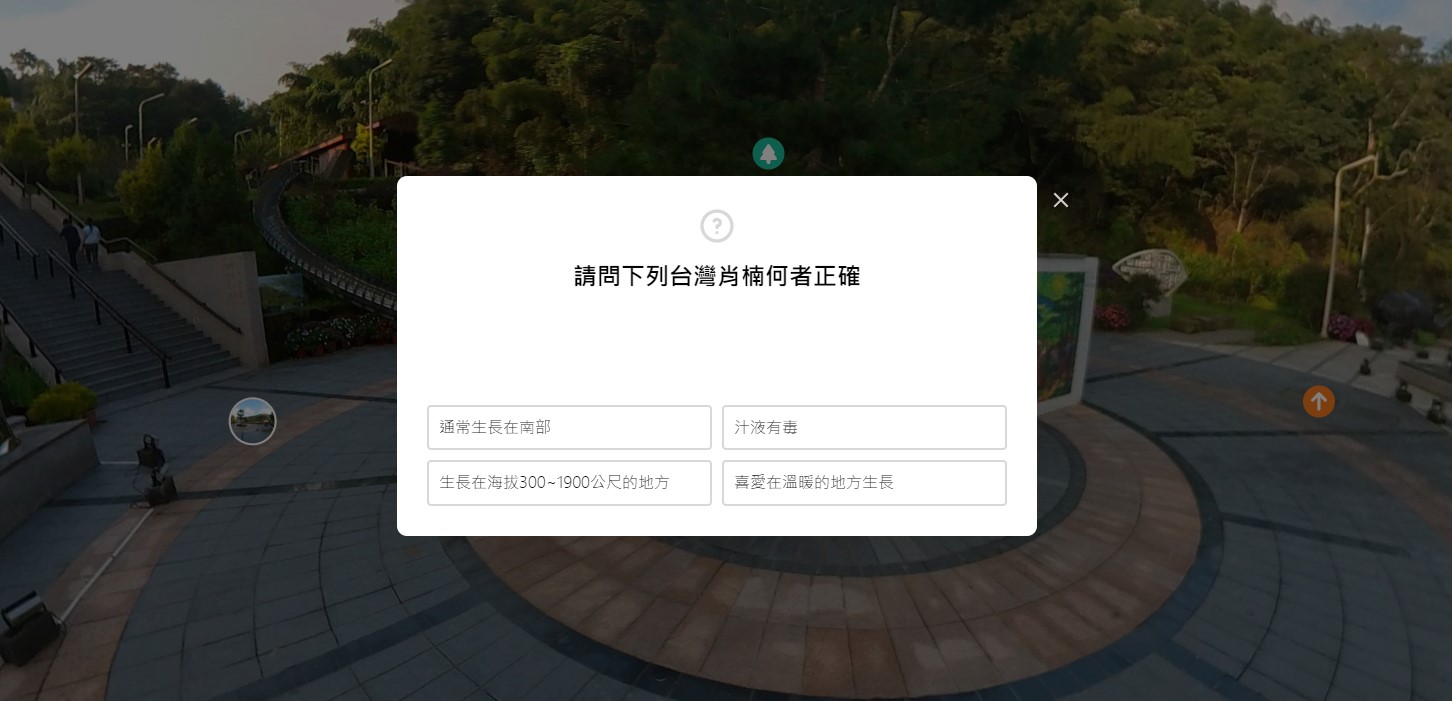 請問下列台灣肖楠何者正確
通常生長在南部
汁液有毒
生長在海拔300~1900公尺的地方
喜愛在溫暖的地方生長